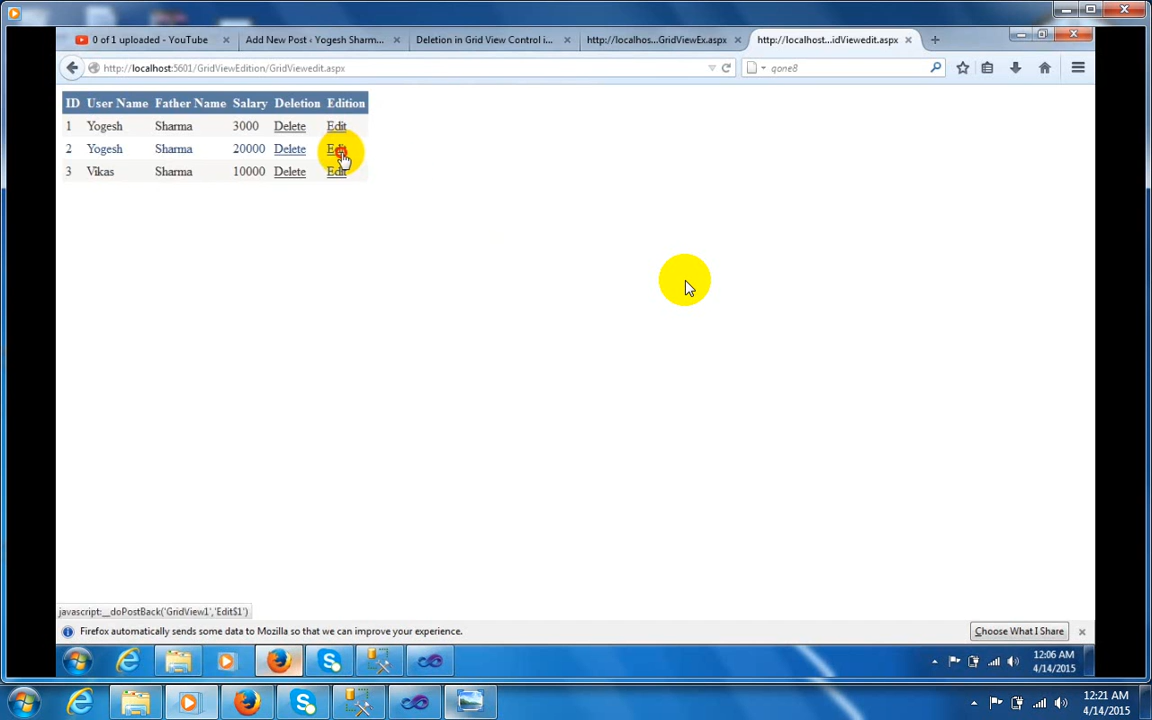 0 of 1 uploaded - YouTube
Add New Post ‹ Yogesh Sharm...
Deletion in Grid View Control i...
http://localhos...GridViewEx.aspx
http://localhost...idViewedit.aspx
http://localhost:5601/GridViewEdition/GridViewedit.aspx
qone8
ID User Name Father Name Salary Deletion Edition
1 Yogesh Sharma 3000 Delete Edit
2 Yogesh Sharma 20000 Delete Edit
3 Vikas Sharma 10000 Delete Edit
javascript:__doPostBack('GridView1','Edit$1')
Firefox automatically sends some data to Mozilla so that we can improve your experience.
Choose What I Share
12:06 AM
4/14/2015
12:21 AM
4/14/2015